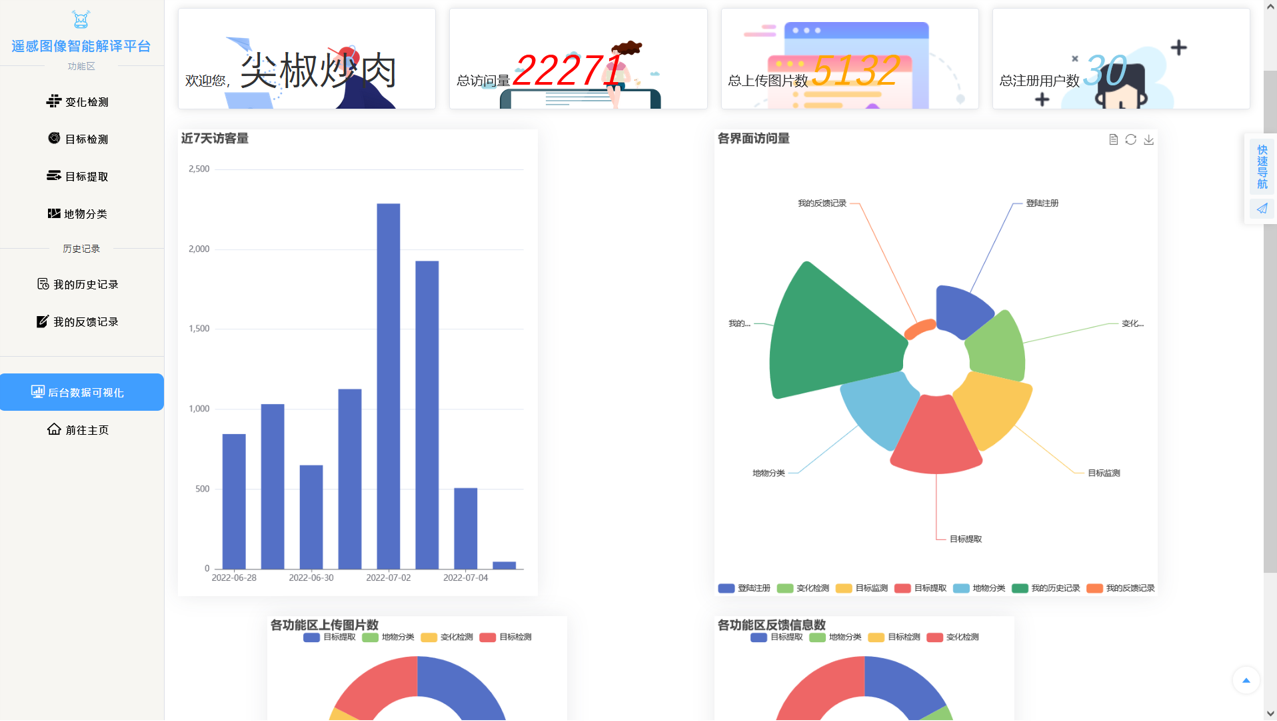 遥感图像智能解译平台
功能区
变化检测
目标检测
目标提取
地物分类
历史记录
我的历史记录
我的反馈记录
后台数据可视化
前往主页
欢迎您，尖椒炒肉
总访问量22271
总上传图片数5132
总注册用户数30
近7天访客量
2,500
2,000
1,500
1,000
500
0
2022-06-28 2022-06-30 2022-07-02 2022-07-04
各界面访问量
我的反馈记录 登陆注册
我的... 变化...
地物分类 目标监测
目标提取
登陆注册 变化检测 目标监测 目标提取 地物分类 我的历史记录 我的反馈记录
快速导航
各功能区上传图片数
目标提取 地物分类 变化检测 目标检测
各功能区反馈信息数
目标提取 地物分类 目标检测 变化检测